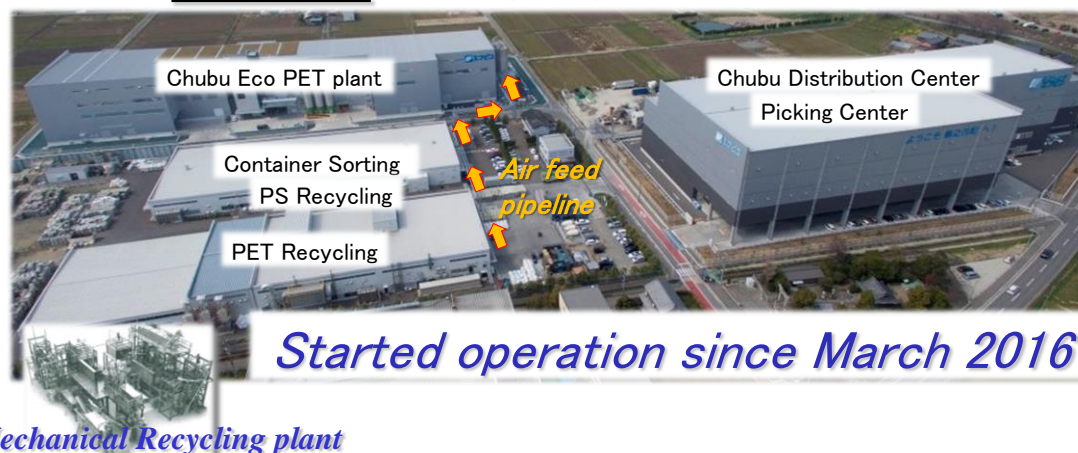 Chubu Eco PET plant
Chubu Distribution Center
Picking Center
Container Sorting
PS Recycling
Air feed
pipeline
PET Recycling
Started operation since March 2016
echanical Recycling plant